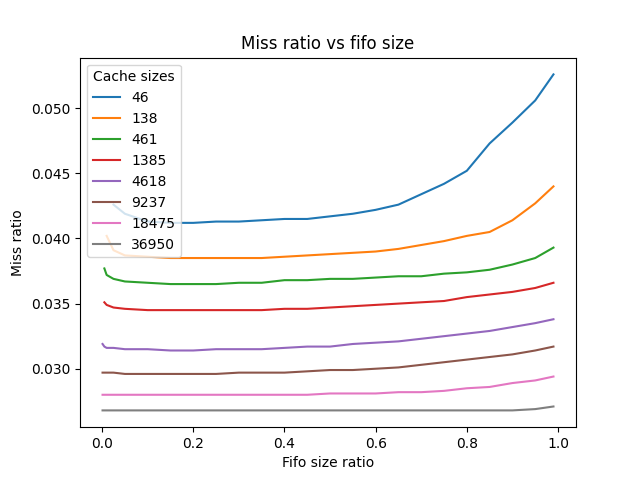 Miss ratio vs fifo size
Cache sizes
46
138
461
1385
4618
9237
18475
36950
0.050
0.045
0.040
0.035
0.030
Miss ratio
0.0 0.2 0.4 0.6 0.8 1.0
Fifo size ratio